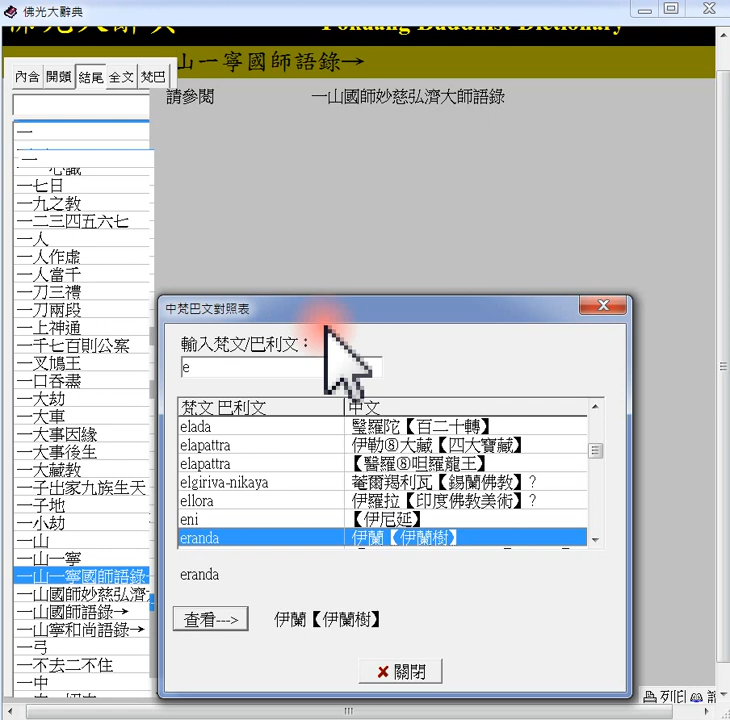 佛光大辭典
Buddhist Dictionary
山一寧國師語錄→
內含 開頭 結尾 全文 梵巴
請參閱 一山國師妙慈弘濟大師語錄
一
一
一心識
一七日
一九之教
一二三四五六七
一人
一人作虛
一人當千
一刀三禮
一刀兩段
一上神通
一千七百則公案
一叉鳩王
一口吞盡
一大劫
一大車
一大事因緣
一大事後生
一大藏教
一子出家九族生天
一子地
一小劫
一山
一山一寧
一山一寧國師語錄
一山國師妙慈弘濟
一山國師語錄→
一山寧和尚語錄→
一弓
一不去二不住
一中
中梵巴文對照表
輸入梵文/巴利文：
e
梵文 巴利文 中文
elada 璧羅陀【百二十轉】
elapattra 伊勒⑧大藏【四大寶藏】
elapattra 【醫羅⑧呾羅龍王】
elgiriva-nikaya 菴爾羯利瓦【錫蘭佛教】?
ellora 伊羅拉【印度佛教美術】?
eni 【伊尼延】
eranda 伊蘭【伊蘭樹】
eranda
查看---> 伊蘭【伊蘭樹】
關閉
列印